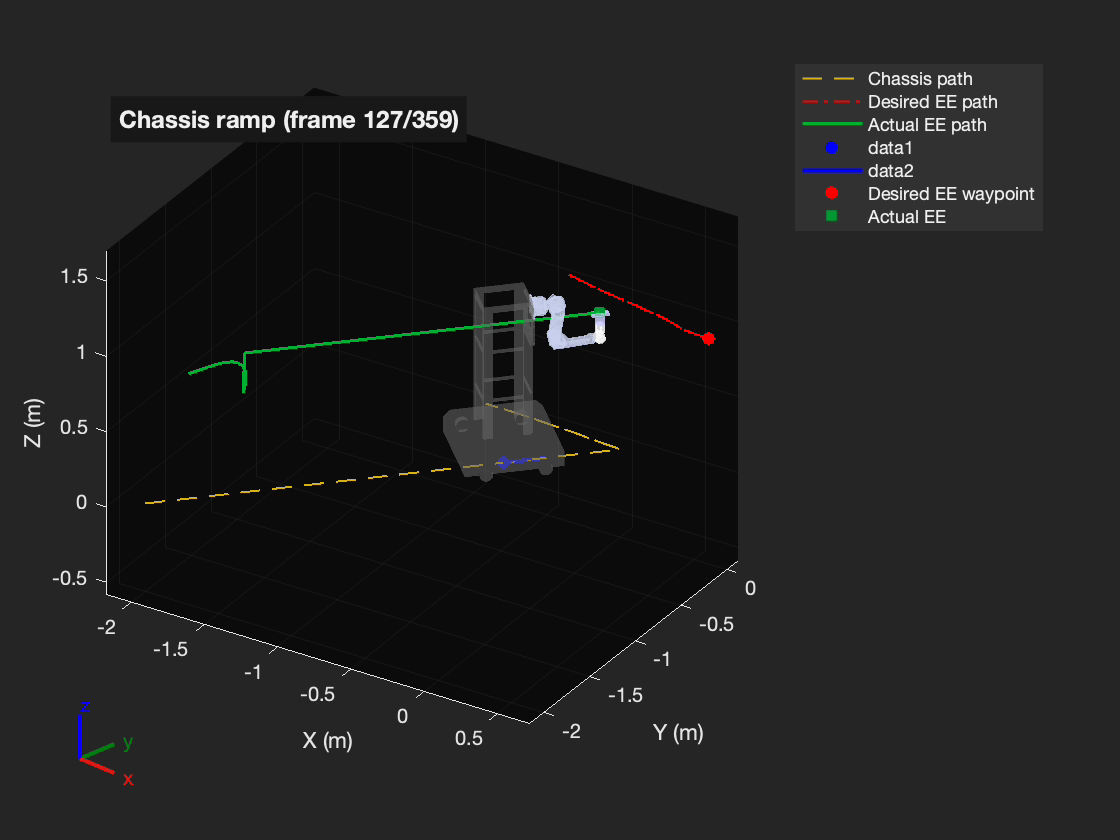 Chassis ramp (frame 127/359)
Chassis path
Desired EE path
Actual EE path
data1
data2
Desired EE waypoint
Actual EE
1.5
1
0.5
0
-0.5
Z (m)
-2
-1.5
-1
-0.5
0
0.5
X (m)
0
-0.5
-1
-1.5
-2
Y (m)
z
y
x